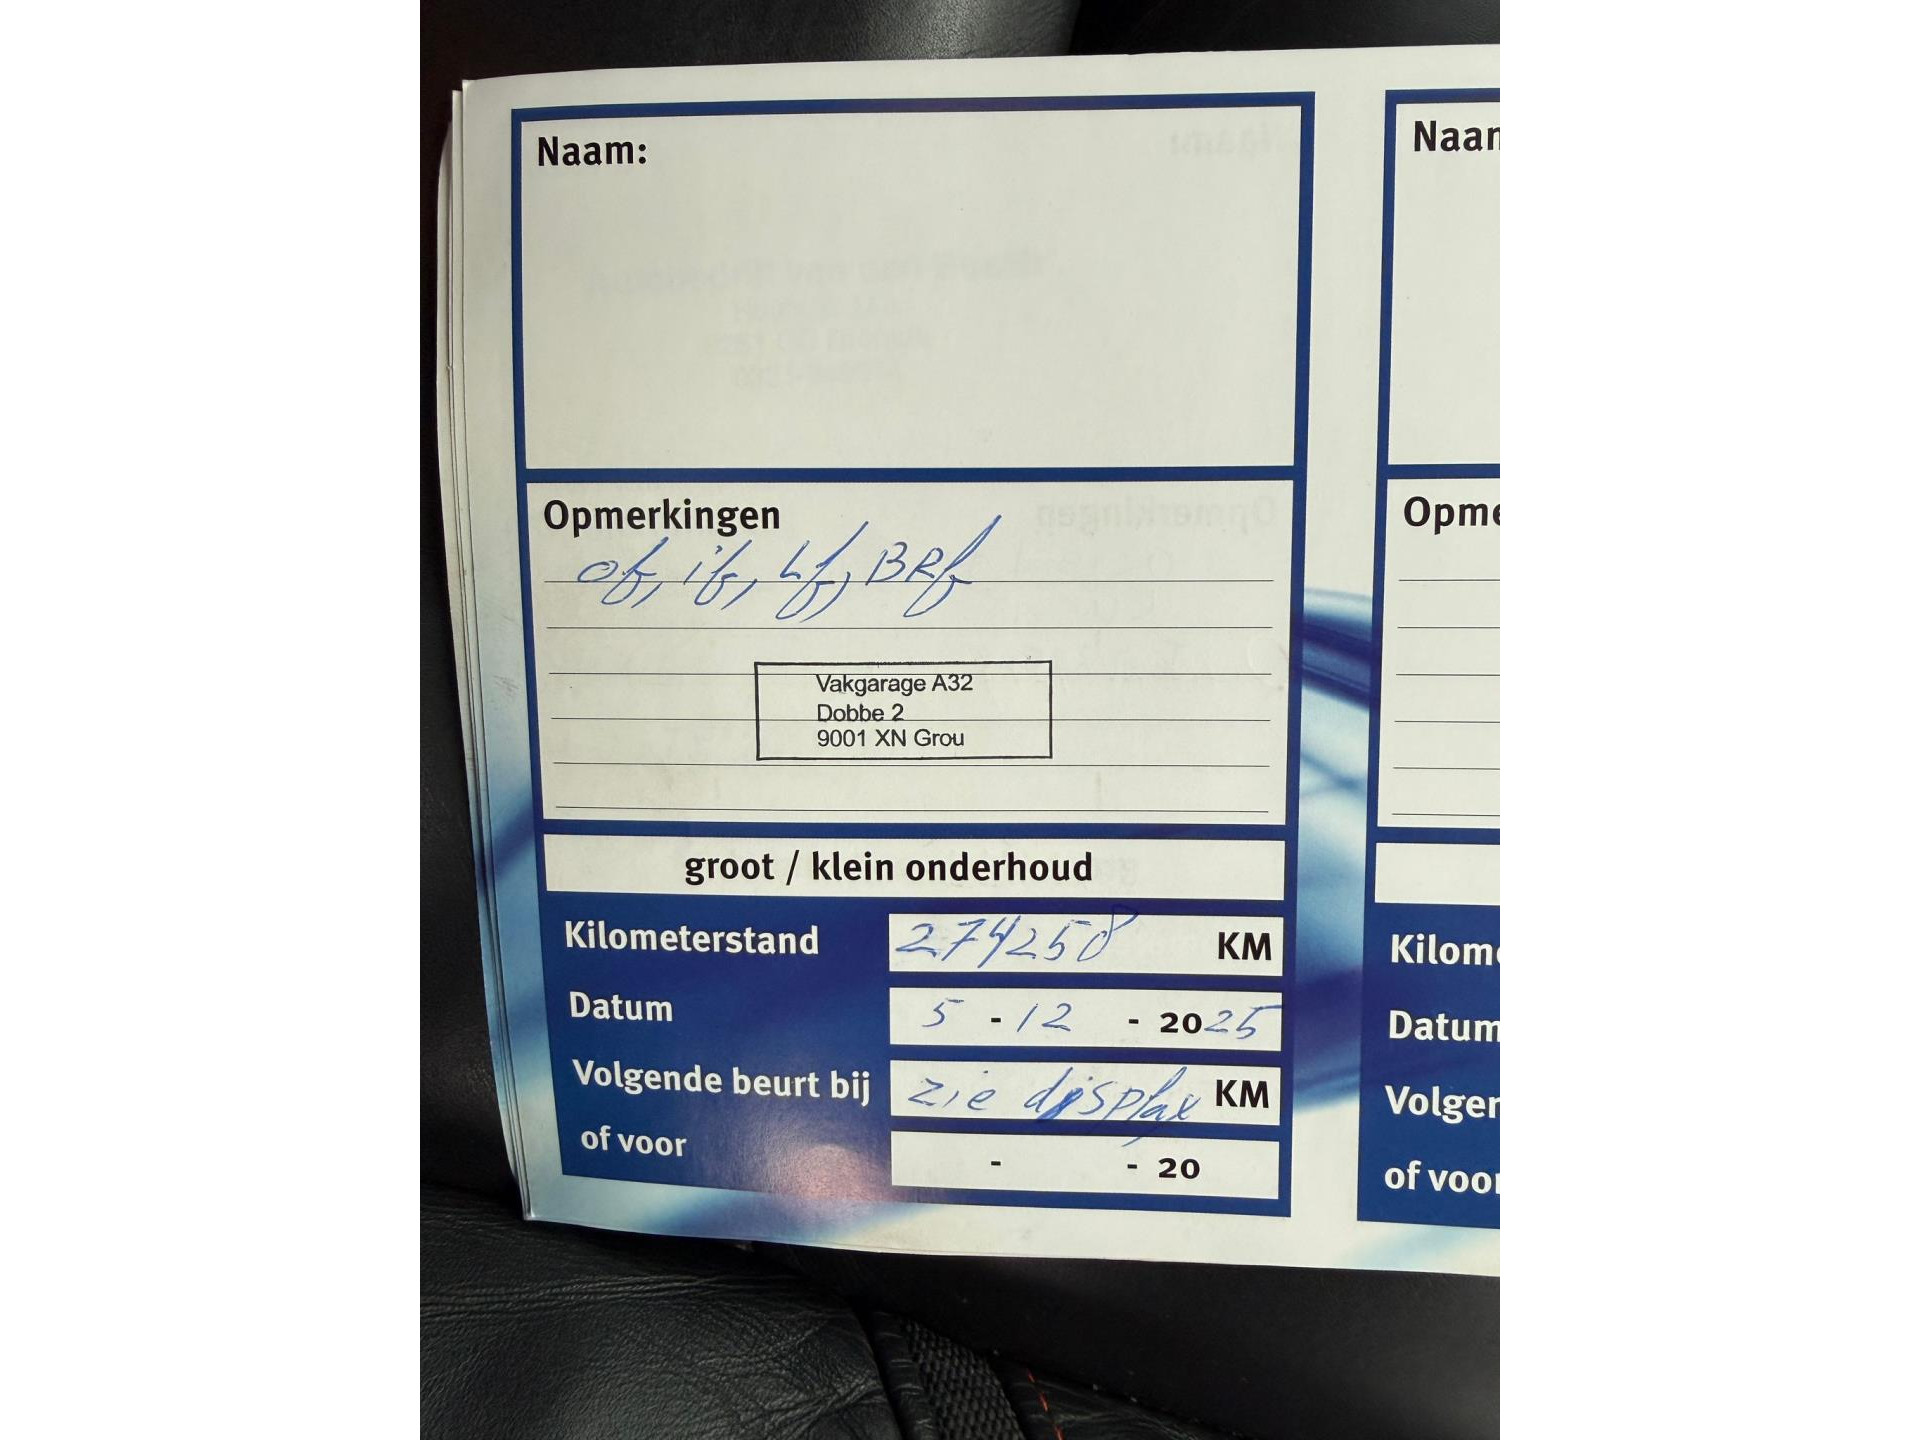 Naam:
Opmerkingen
of, if, Lf, BRf
Vakgarage A32
Dobbe 2
9001 XN Grou
groot / klein onderhoud
Kilometerstand 274258 KM
Datum 5 - 12 - 2025
Volgende beurt bij zie display KM
of voor - - 20
Naam
Opme
Kilome
Datum
Volger
of voor